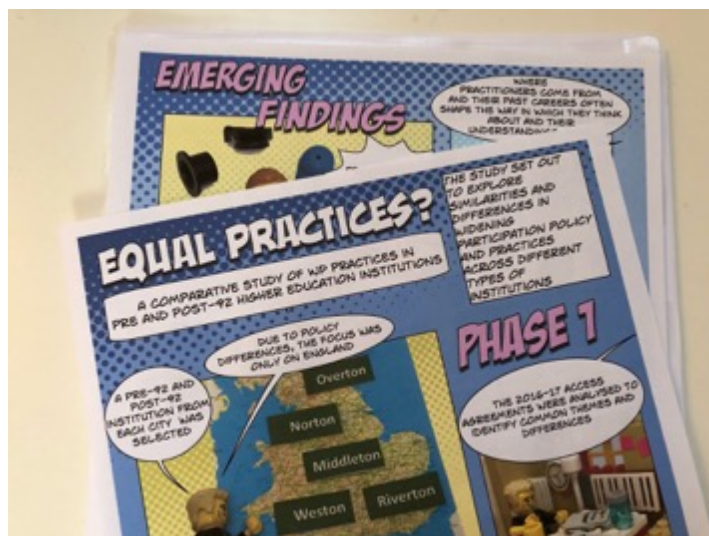 EMERGING
FINDINGS
WHERE
PRACTITIONERS COME FROM
AND THEIR PAST CAREERS OFTEN
SHAPE THE WAY IN WHICH THEY THINK
ABOUT AND THEIR
EQUAL PRACTICES?
A COMPARATIVE STUDY OF WP PRACTICES IN
PRE AND POST-92 HIGHER EDUCATION INSTITUTIONS
THE STUDY SET OUT
TO EXPLORE
SIMILARITIES AND
DIFFERENCES IN
WIDENING
PARTICIPATION POLICY
AND PRACTICES
ACROSS DIFFERENT
TYPES OF
INSTITUTIONS
DUE TO POLICY
DIFFERENCES, THE FOCUS WAS
ONLY ON ENGLAND
A PRE-92 AND
POST-92
INSTITUTION FROM
EACH CITY WAS
SELECTED
Overton
Norton
Middleton
Weston
Riverton
PHASE 1
THE 2016-17 ACCESS
AGREEMENTS WERE ANALYSED TO
IDENTIFY COMMON THEMES AND
DIFFERENCES